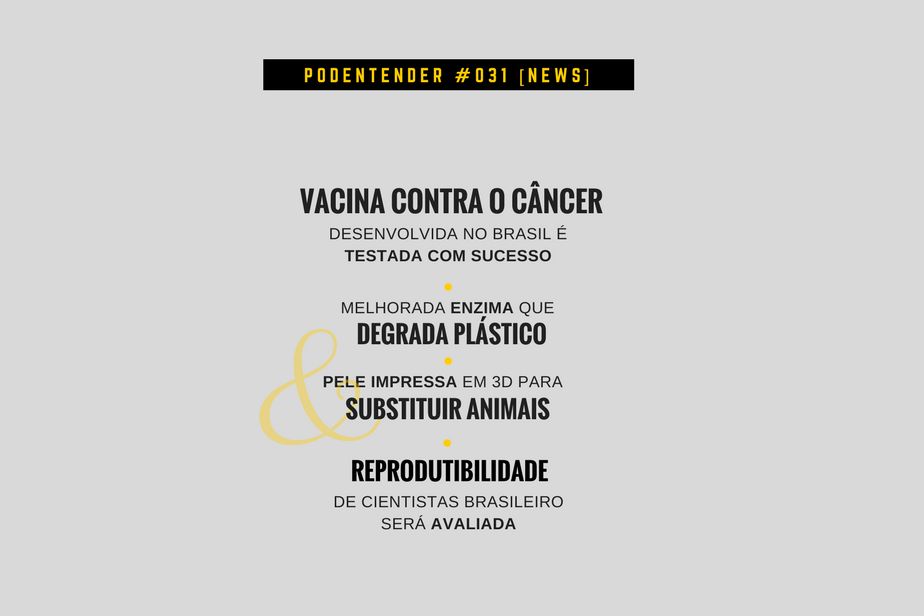 PODENTENDER #031 [NEWS]
VACINA CONTRA O CÂNCER
DESENVOLVIDA NO BRASIL É
TESTADA COM SUCESSO
MELHORADA ENZIMA QUE
DEGRADA PLÁSTICO
&
PELE IMPRESSA EM 3D PARA
SUBSTITUIR ANIMAIS
REPRODUTIBILIDADE
DE CIENTISTAS BRASILEIRO
SERÁ AVALIADA